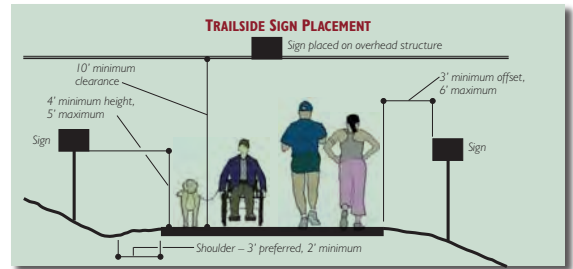 TRAILSIDE SIGN PLACEMENT
Sign placed on overhead structure
10' minimum
clearance
3' minimum offset,
6' maximum
4' minimum height,
5' maximum
Sign
Sign
Shoulder – 3' preferred, 2' minimum